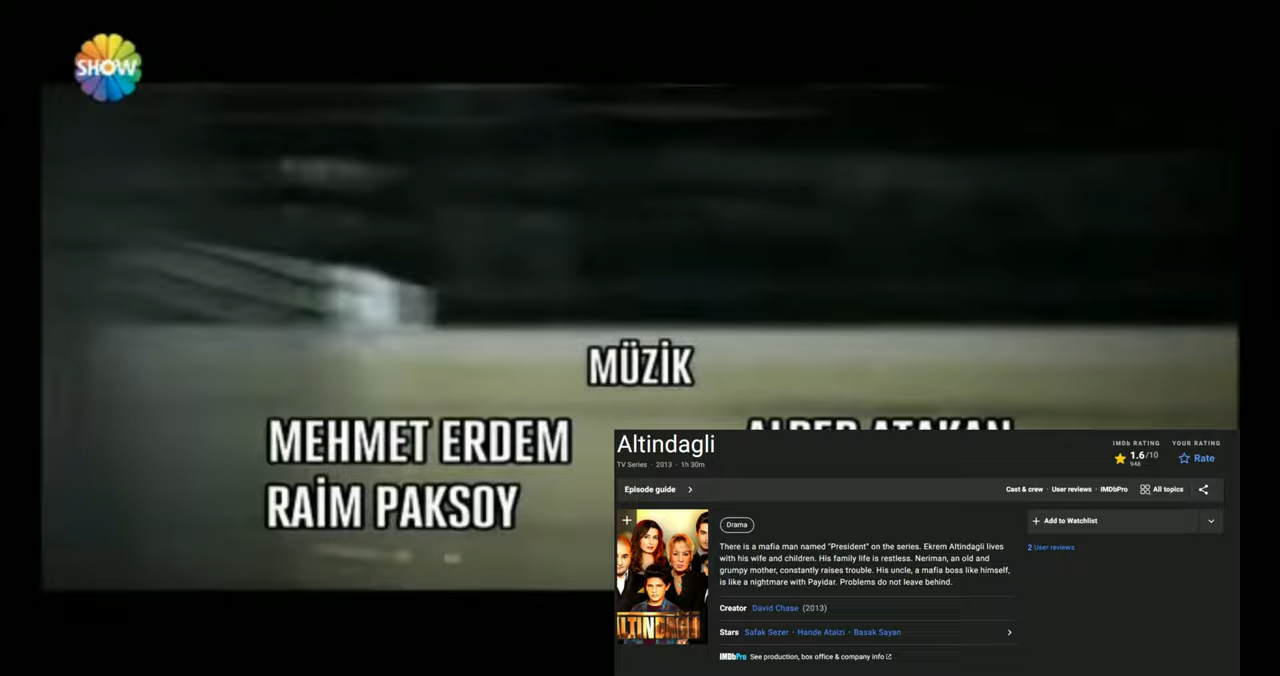 SHOW
MÜZİK
MEHMET ERDEM
ALPER ATAKAN
RAİM PAKSOY
Altindagli
TV Series · 2013 · 1h 30m
IMDb RATING
1.6/10
948
YOUR RATING
Rate
Episode guide
Cast & crew · User reviews · IMDbPro
All topics
Drama
There is a mafia man named "President" on the series. Ekrem Altindagli lives
with his wife and children. His family life is restless. Neriman, an old and
grumpy mother, constantly raises trouble. His uncle, a mafia boss like himself,
is like a nightmare with Payidar. Problems do not leave behind.
Add to Watchlist
2 User reviews
Creator David Chase (2013)
Stars Safak Sezer · Hande Ataizi · Basak Sayan
IMDbPro See production, box office & company info
ALTINDAĞLI